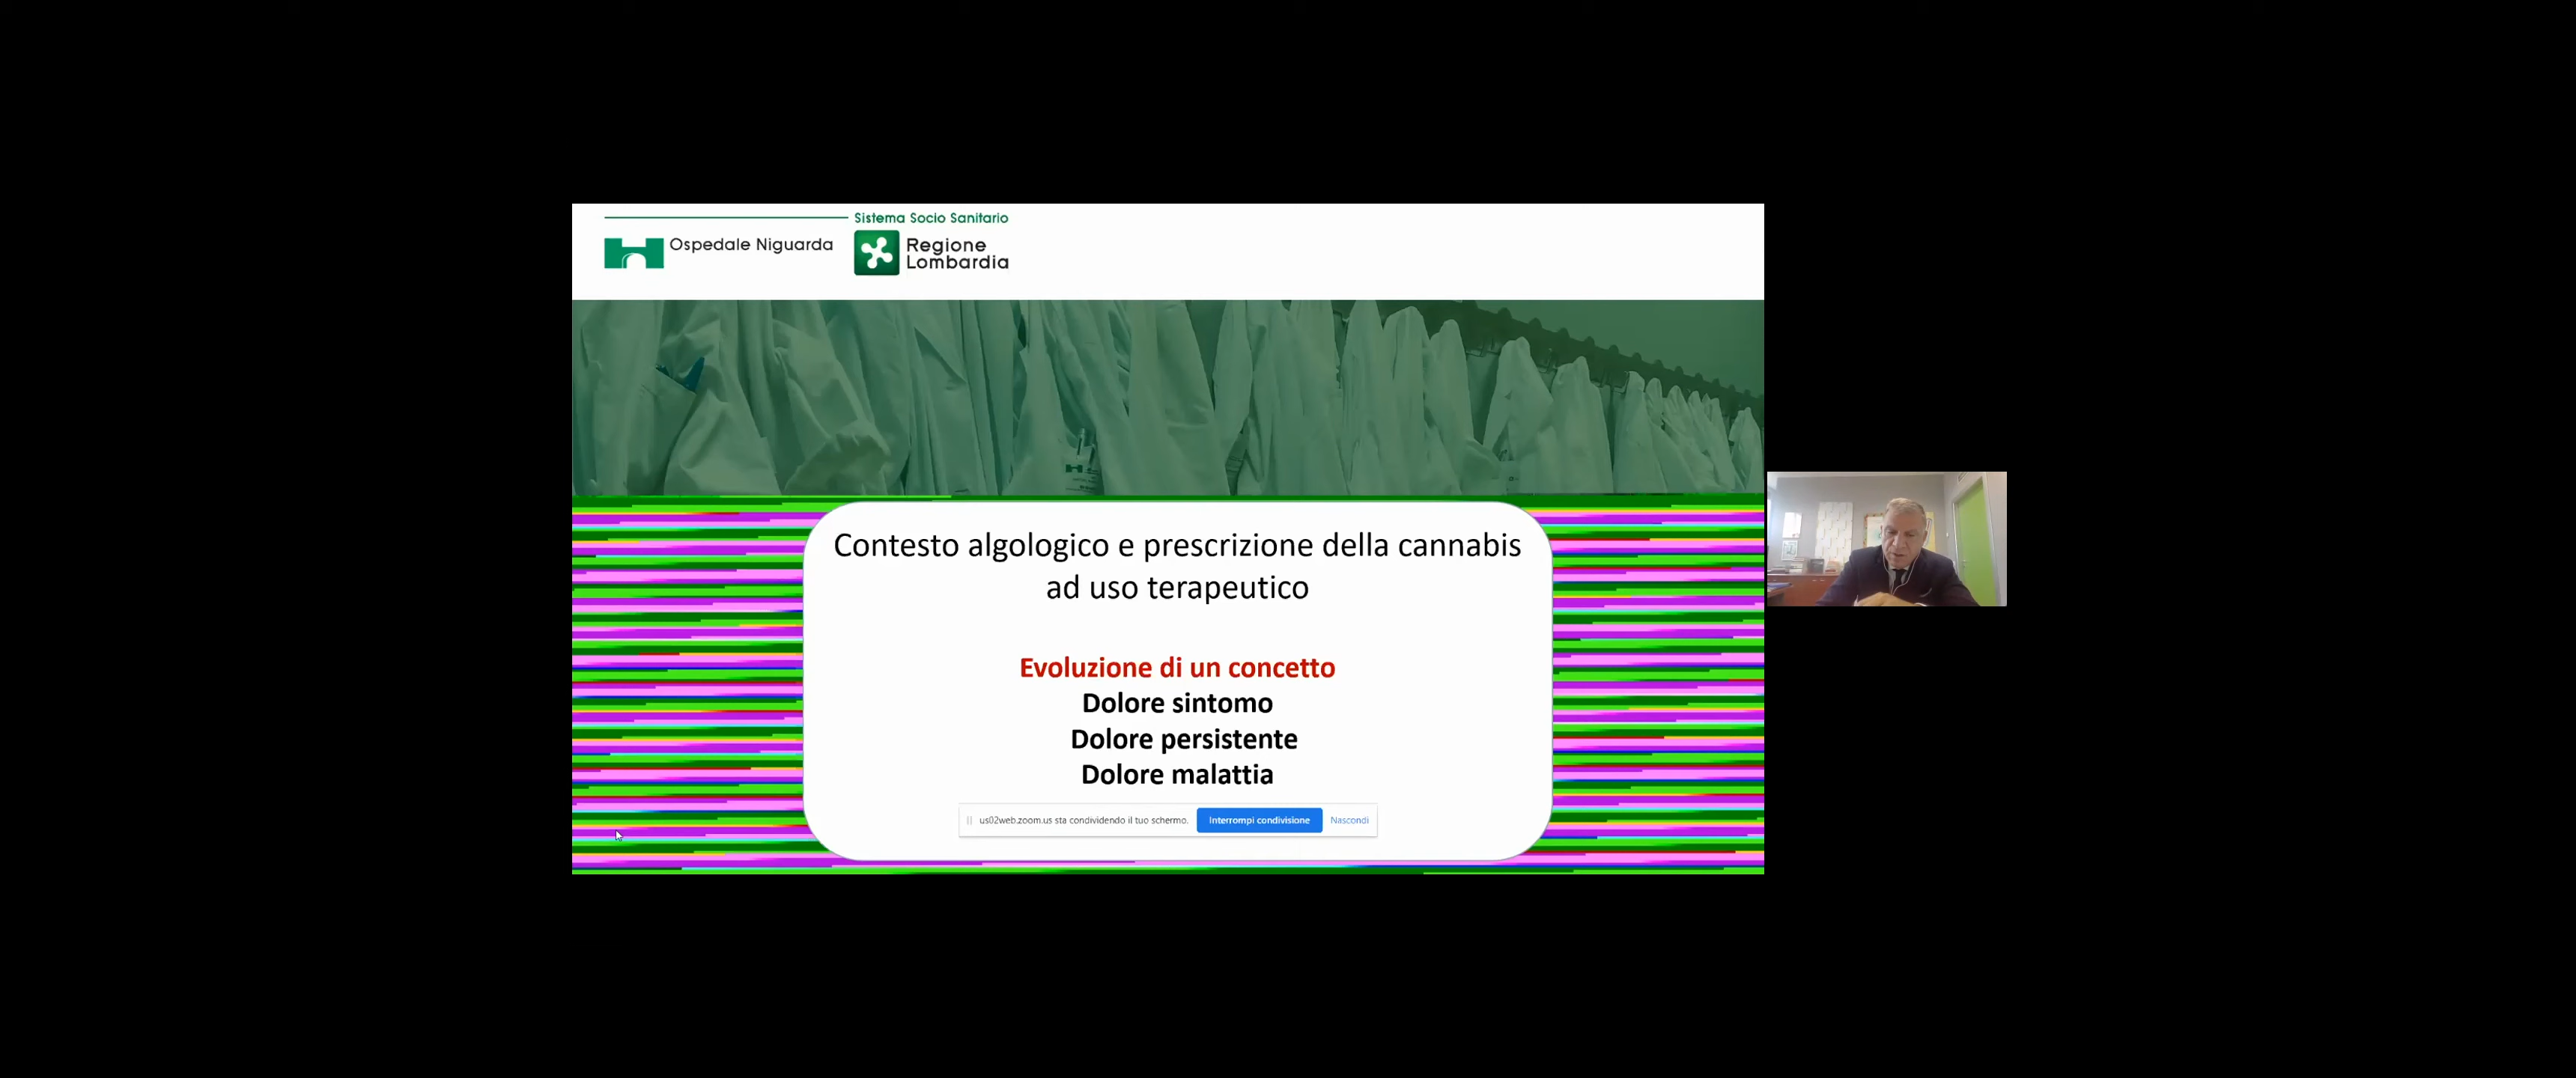 Sistema Socio Sanitario
Ospedale Niguarda
Regione
Lombardia
Contesto algologico e prescrizione della cannabis
ad uso terapeutico
Evoluzione di un concetto
Dolore sintomo
Dolore persistente
Dolore malattia
us02web.zoom.us sta condividendo il tuo schermo. Interrompi condivisione Nascondi